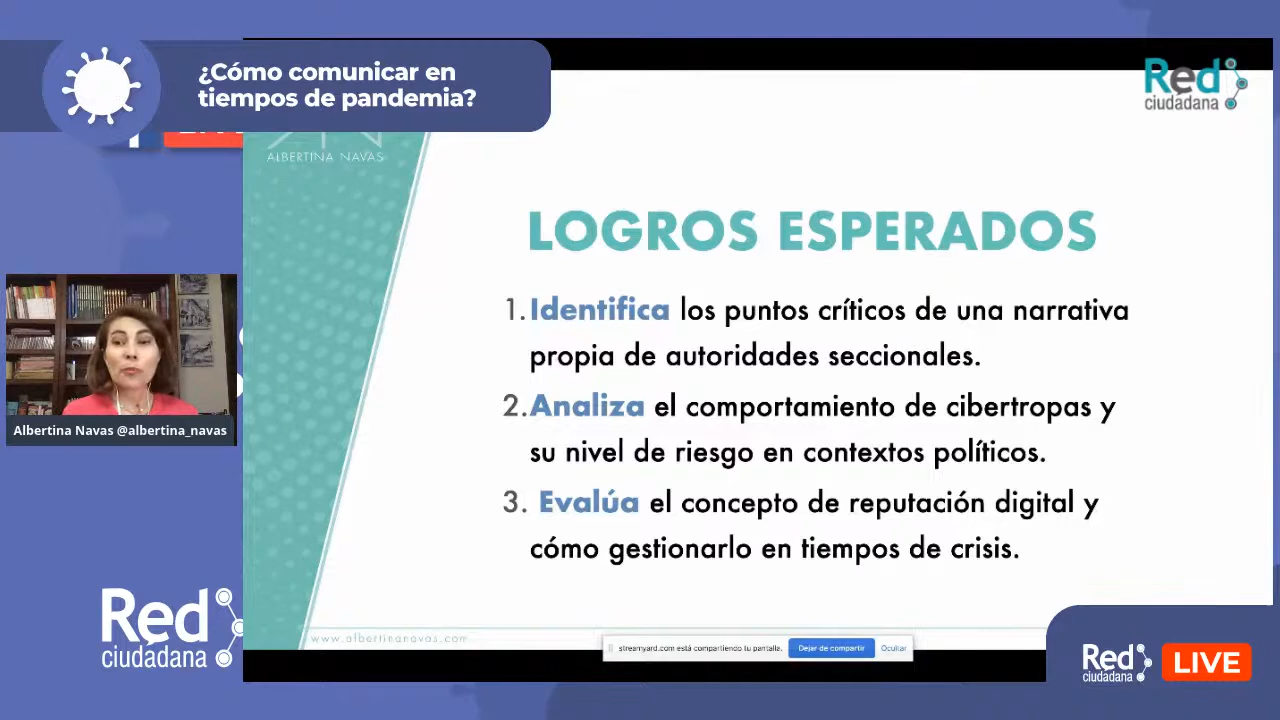 ¿Cómo comunicar en
tiempos de pandemia?
Red
ciudadana
ALBERTINA NAVAS
LOGROS ESPERADOS
1. Identifica los puntos críticos de una narrativa
propia de autoridades seccionales.
2. Analiza el comportamiento de cibertropas y
su nivel de riesgo en contextos políticos.
3. Evalúa el concepto de reputación digital y
cómo gestionarlo en tiempos de crisis.
Albertina Navas @albertina_navas
Red
ciudadana
www.albertinanavas.com
streamyard.com está compartiendo tu pantalla.
Dejar de compartir
Ocultar
Red
ciudadana
LIVE